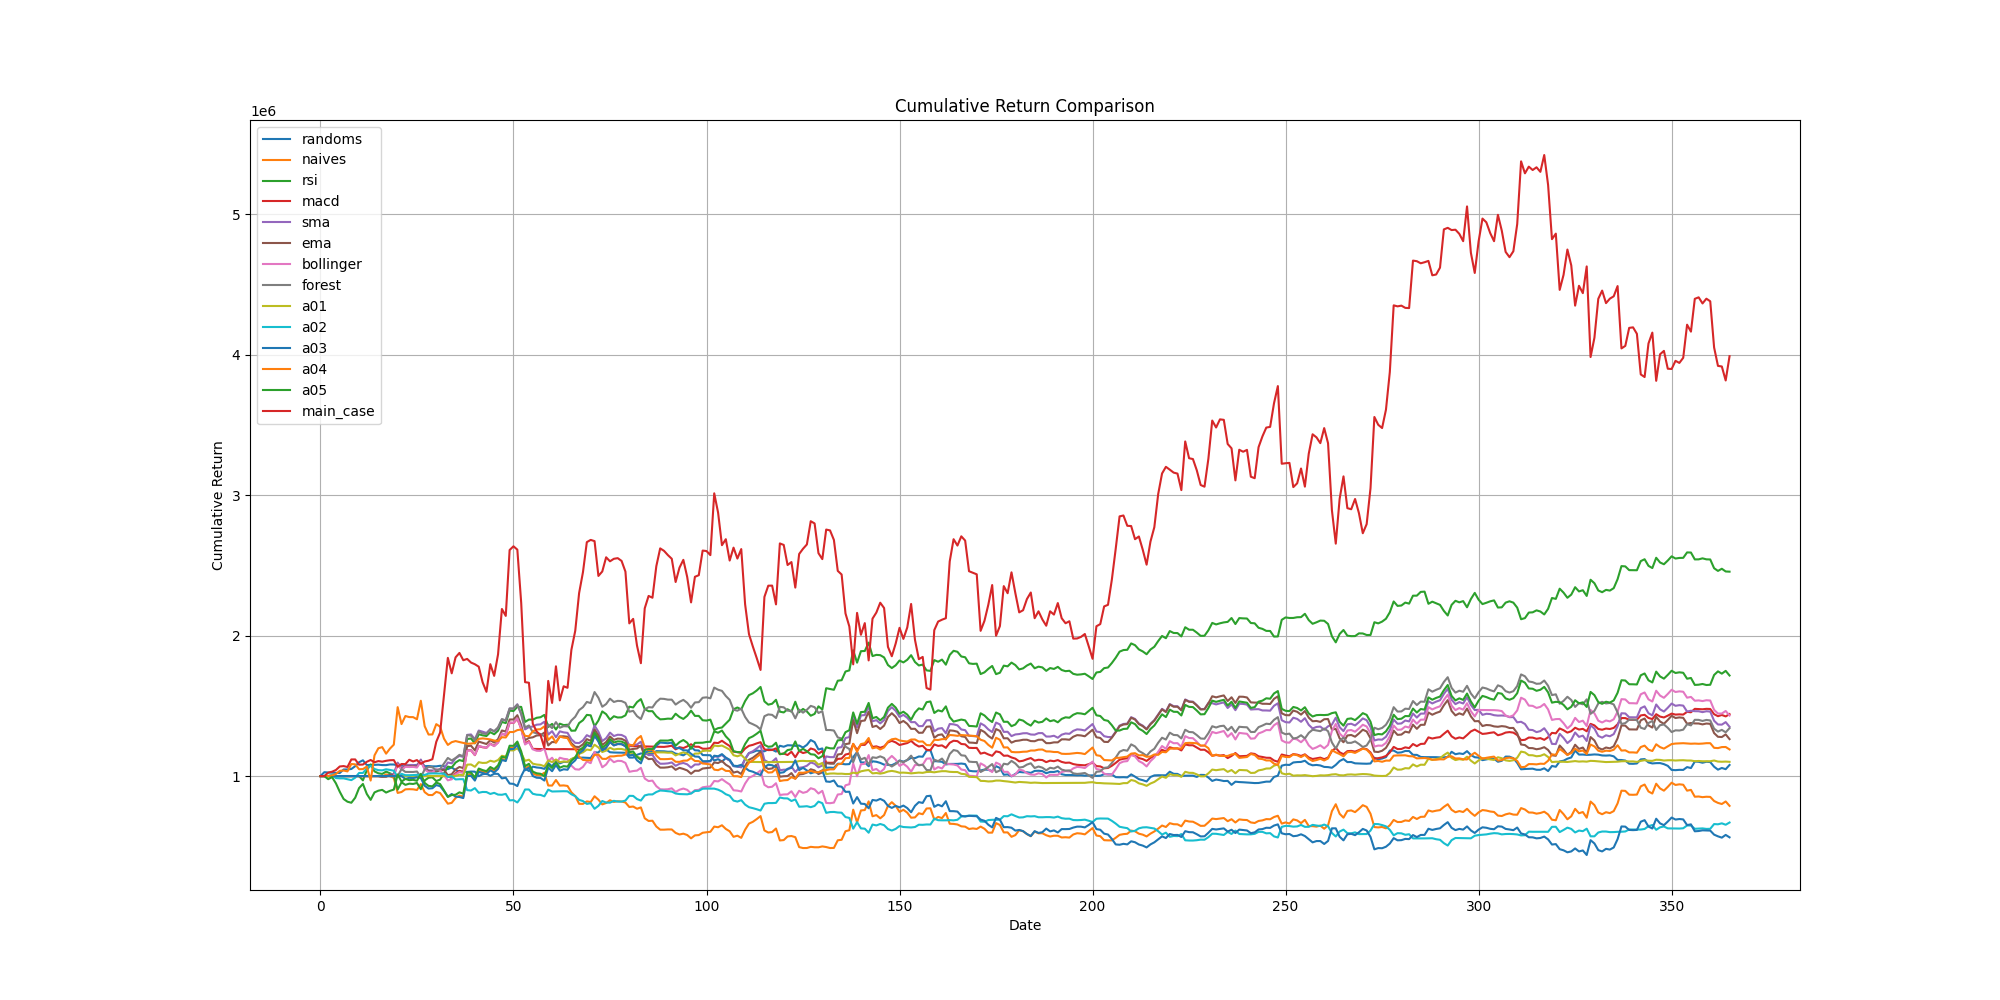 Cumulative Return Comparison
1e6
randoms
naives
rsi
macd
sma
ema
bollinger
forest
a01
a02
a03
a04
a05
main_case
5
4
3
2
1
Cumulative Return
0 50 100 150 200 250 300 350
Date